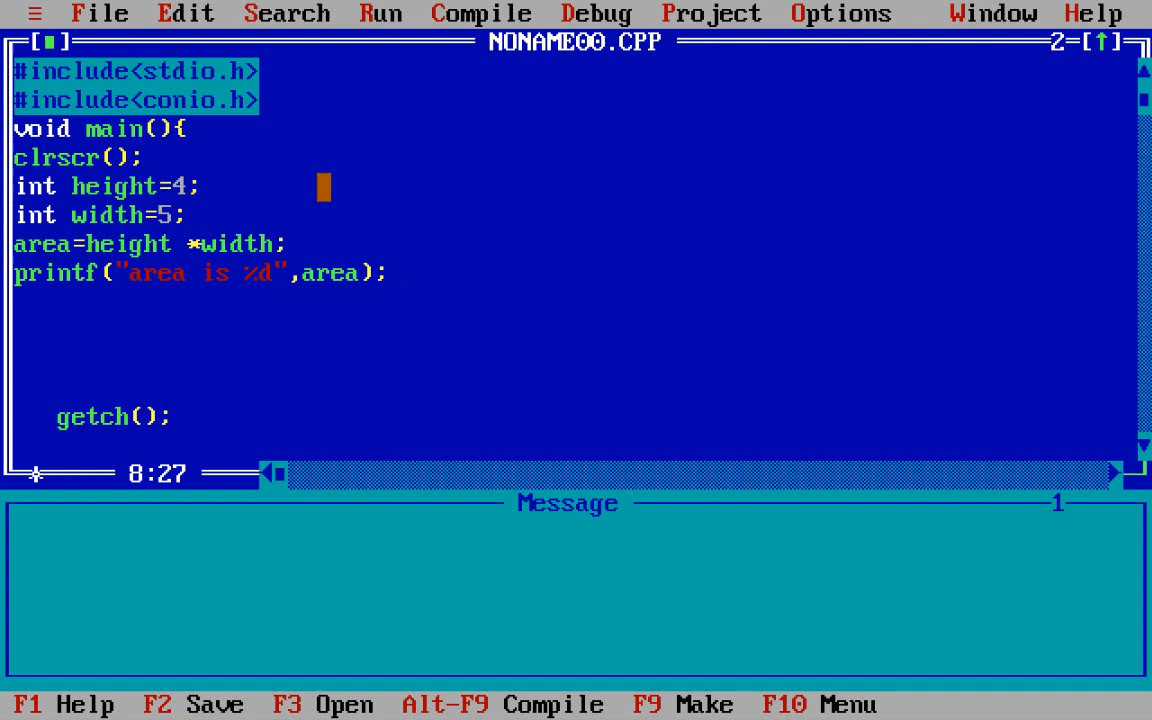 ≡ File Edit Search Run Compile Debug Project Options Window Help
[■] NONAME00.CPP 2=[↑]
#include<stdio.h>
#include<conio.h>
void main(){
clrscr();
int height=4;
int width=5;
area=height *width;
printf("area is %d",area);
getch();
8:27
Message 1
F1 Help F2 Save F3 Open Alt-F9 Compile F9 Make F10 Menu